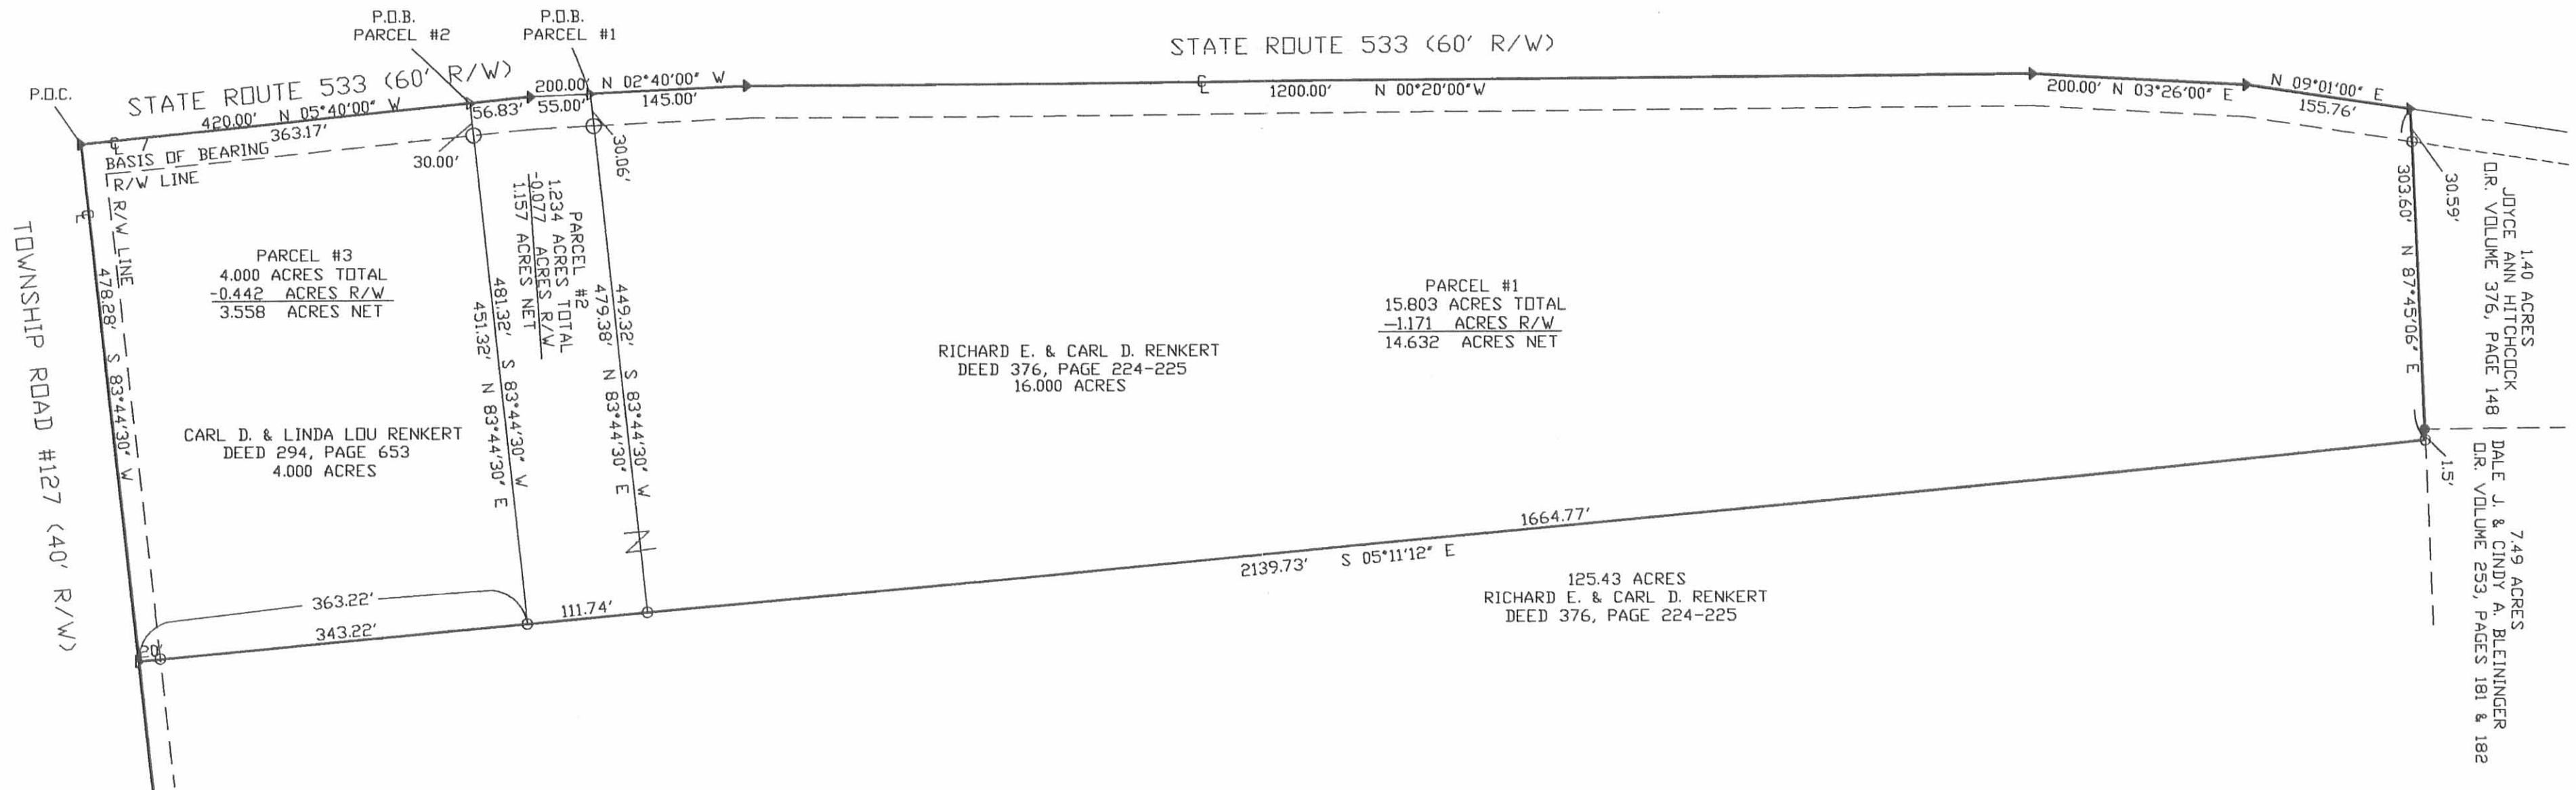 P.O.B.
PARCEL #2
P.O.B.
PARCEL #1
P.O.C.
STATE ROUTE 533 (60' R/W)
STATE ROUTE 533 (60' R/W)
420.00' N 05°40'00" W
363.17'
56.83'
200.00' N 02°40'00" W
55.00'
145.00'
℄
1200.00' N 00°20'00"W
200.00' N 03°26'00" E
N 09°01'00" E
155.76'
℄
BASIS OF BEARING
R/W LINE
30.00'
30.06'
30.59'
℄
R/W LINE
TOWNSHIP ROAD #127 (40' R/W)
478.28' S 83°44'30" W
PARCEL #3
4.000 ACRES TOTAL
-0.442 ACRES R/W
3.558 ACRES NET
CARL D. & LINDA LOU RENKERT
DEED 294, PAGE 653
4.000 ACRES
481.32' S 83°44'30" W
451.32' N 83°44'30" E
PARCEL #2
1.234 ACRES TOTAL
-0.077 ACRES R/W
1.157 ACRES NET
449.32' S 83°44'30" W
479.38' N 83°44'30" E
Z
RICHARD E. & CARL D. RENKERT
DEED 376, PAGE 224-225
16.000 ACRES
PARCEL #1
15.803 ACRES TOTAL
-1.171 ACRES R/W
14.632 ACRES NET
303.60' N 87°45'06" E
1.40 ACRES
JOYCE ANN HITCHCOCK
O.R. VOLUME 376, PAGE 148
1.5'
7.49 ACRES
DALE J. & CINDY A. BLEININGER
O.R. VOLUME 253, PAGES 181 & 182
1664.77'
2139.73' S 05°11'12" E
125.43 ACRES
RICHARD E. & CARL D. RENKERT
DEED 376, PAGE 224-225
363.22'
343.22'
111.74'
20'